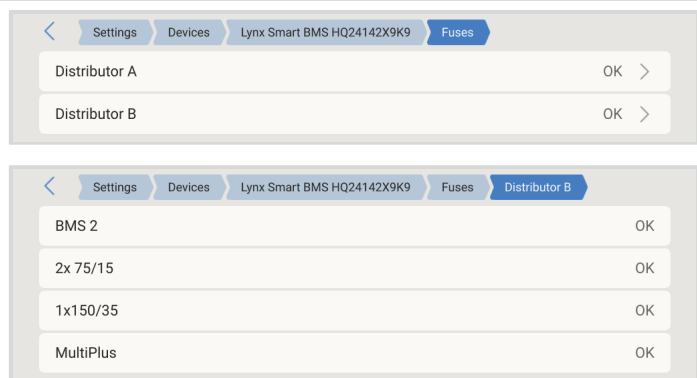 Settings Devices Lynx Smart BMS HQ24142X9K9 Fuses
Distributor A OK
Distributor B OK
Settings Devices Lynx Smart BMS HQ24142X9K9 Fuses Distributor B
BMS 2 OK
2x 75/15 OK
1x150/35 OK
MultiPlus OK